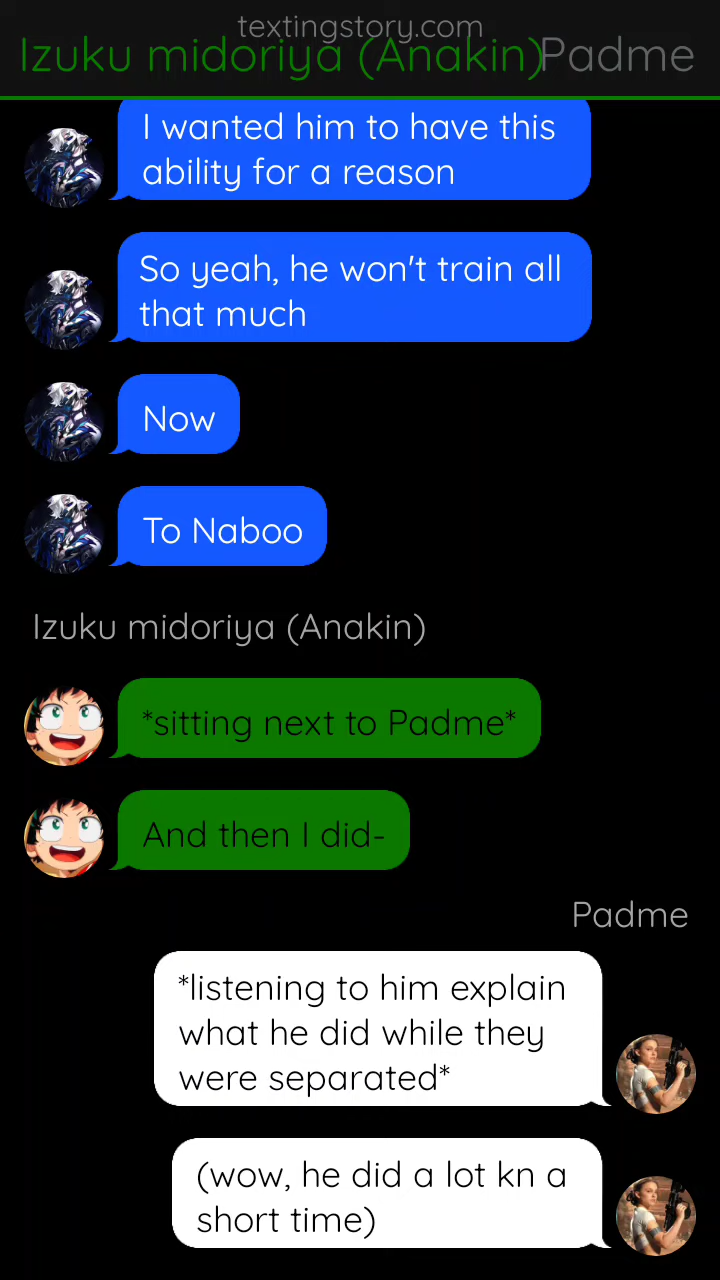 textingstory.com
Izuku midoriya (Anakin)
Padme
I wanted him to have this
ability for a reason
So yeah, he won't train all
that much
Now
To Naboo
Izuku midoriya (Anakin)
*sitting next to Padme*
And then I did-
Padme
*listening to him explain
what he did while they
were separated*
(wow, he did a lot kn a
short time)